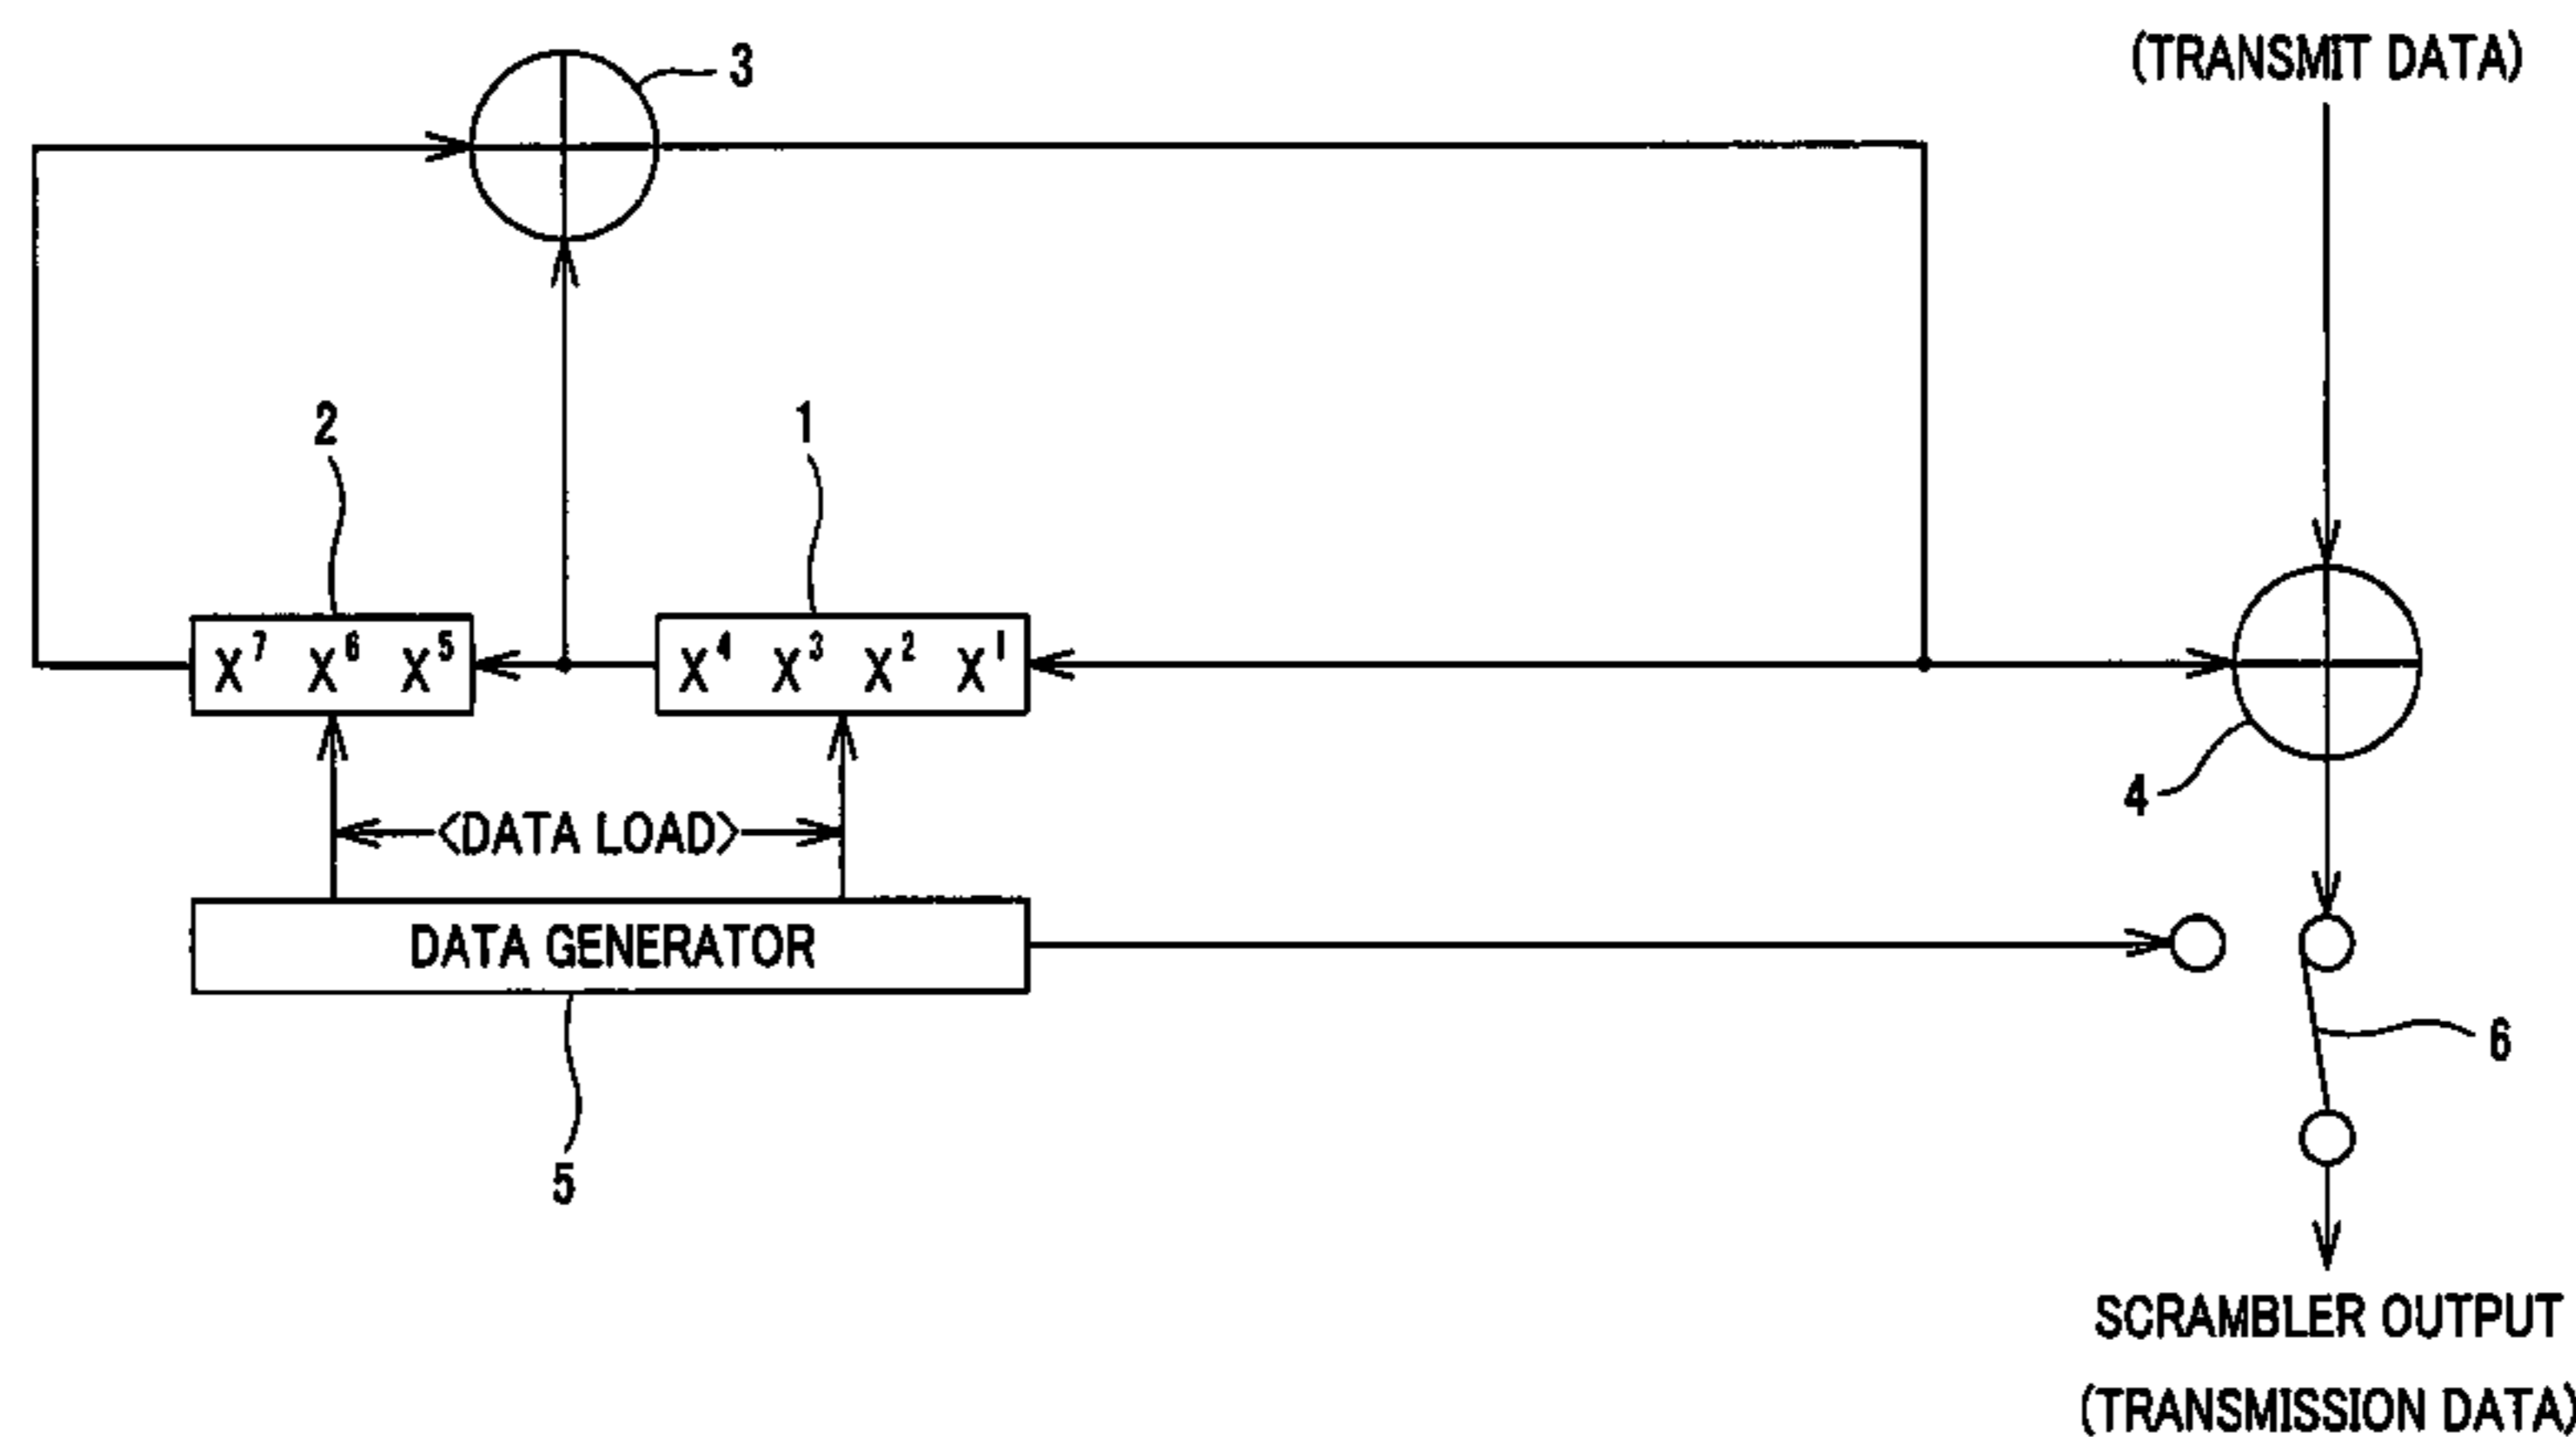 3
(TRANSMIT DATA)
2
1
X⁷ X⁶ X⁵
X⁴ X³ X² X¹
4
<DATA LOAD>
DATA GENERATOR
6
5
SCRAMBLER OUTPUT
(TRANSMISSION DATA)